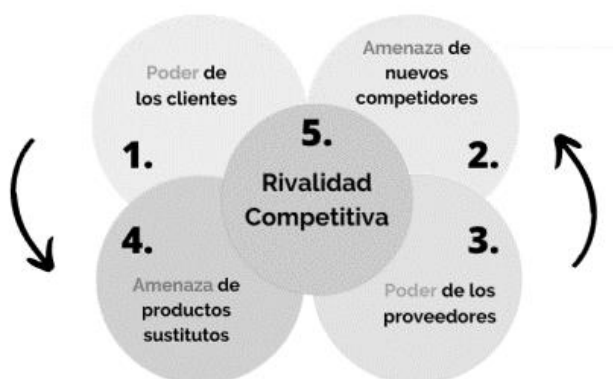 Poder de
los clientes
1.
Amenaza de
nuevos
competidores
2.
5.
Rivalidad
Competitiva
4.
Amenaza de
productos
sustitutos
3.
Poder de los
proveedores